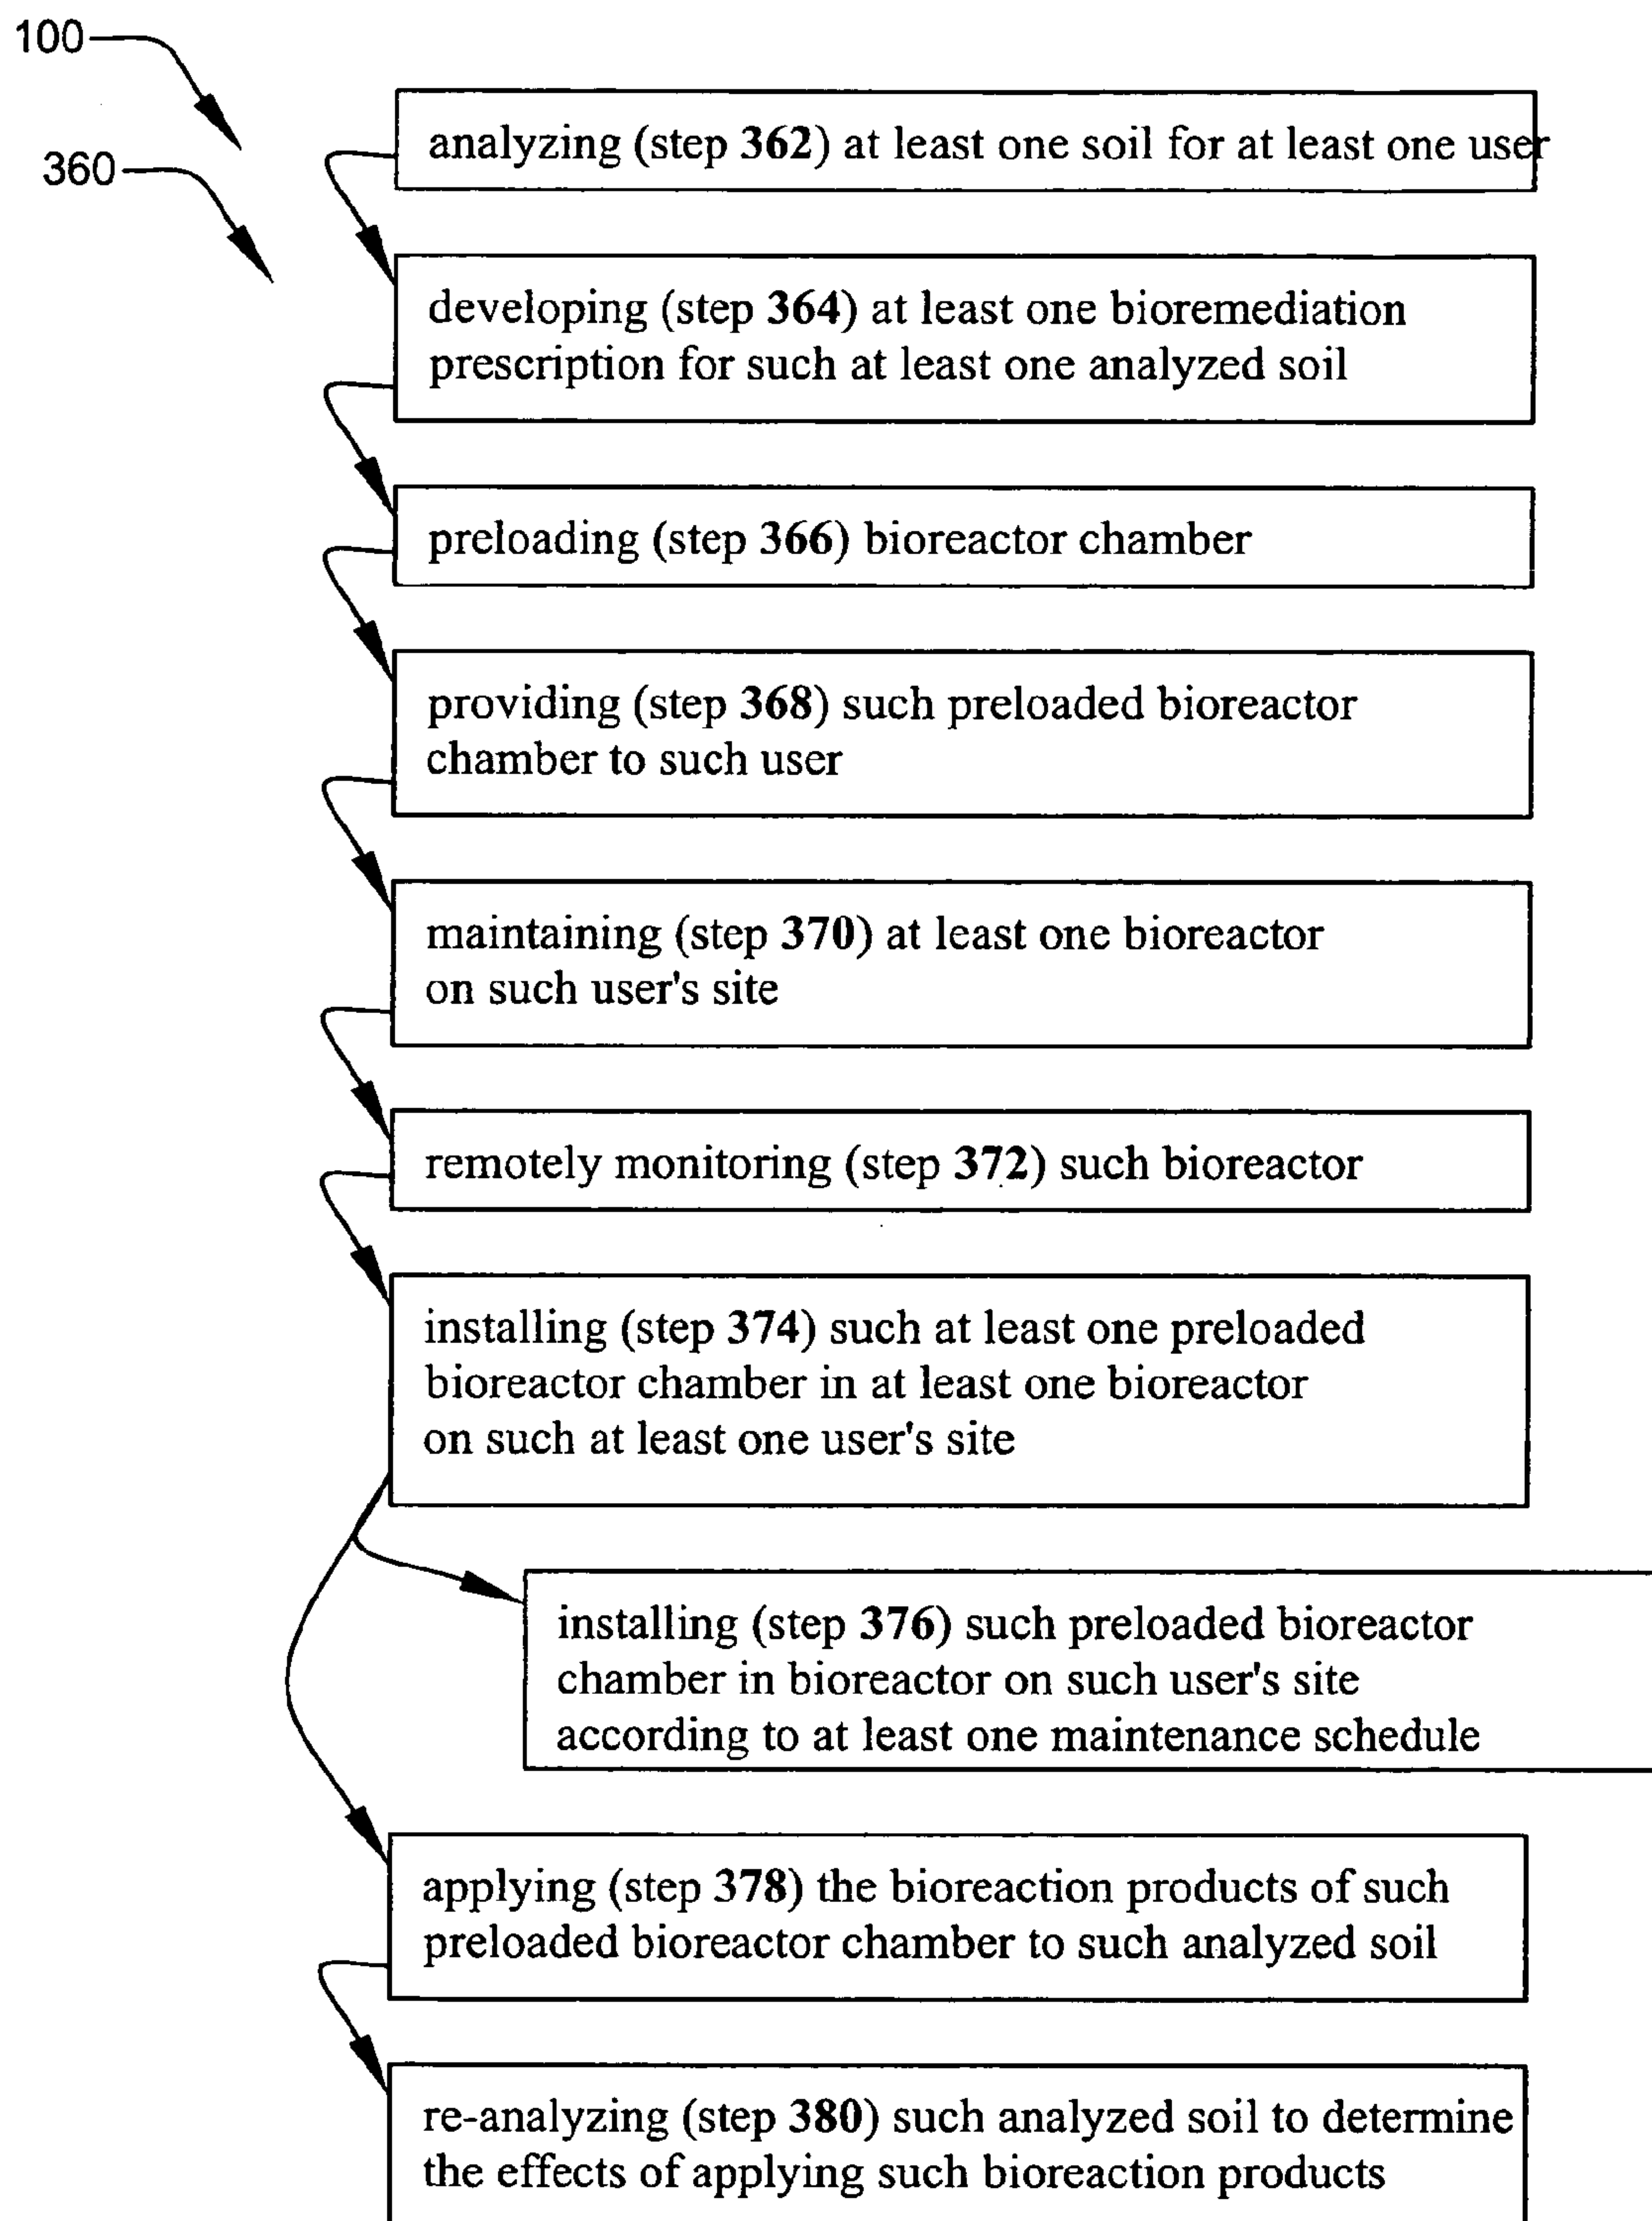 100
360
analyzing (step 362) at least one soil for at least one user
developing (step 364) at least one bioremediation
prescription for such at least one analyzed soil
preloading (step 366) bioreactor chamber
providing (step 368) such preloaded bioreactor
chamber to such user
maintaining (step 370) at least one bioreactor
on such user's site
remotely monitoring (step 372) such bioreactor
installing (step 374) such at least one preloaded
bioreactor chamber in at least one bioreactor
on such at least one user's site
installing (step 376) such preloaded bioreactor
chamber in bioreactor on such user's site
according to at least one maintenance schedule
applying (step 378) the bioreaction products of such
preloaded bioreactor chamber to such analyzed soil
re-analyzing (step 380) such analyzed soil to determine
the effects of applying such bioreaction products